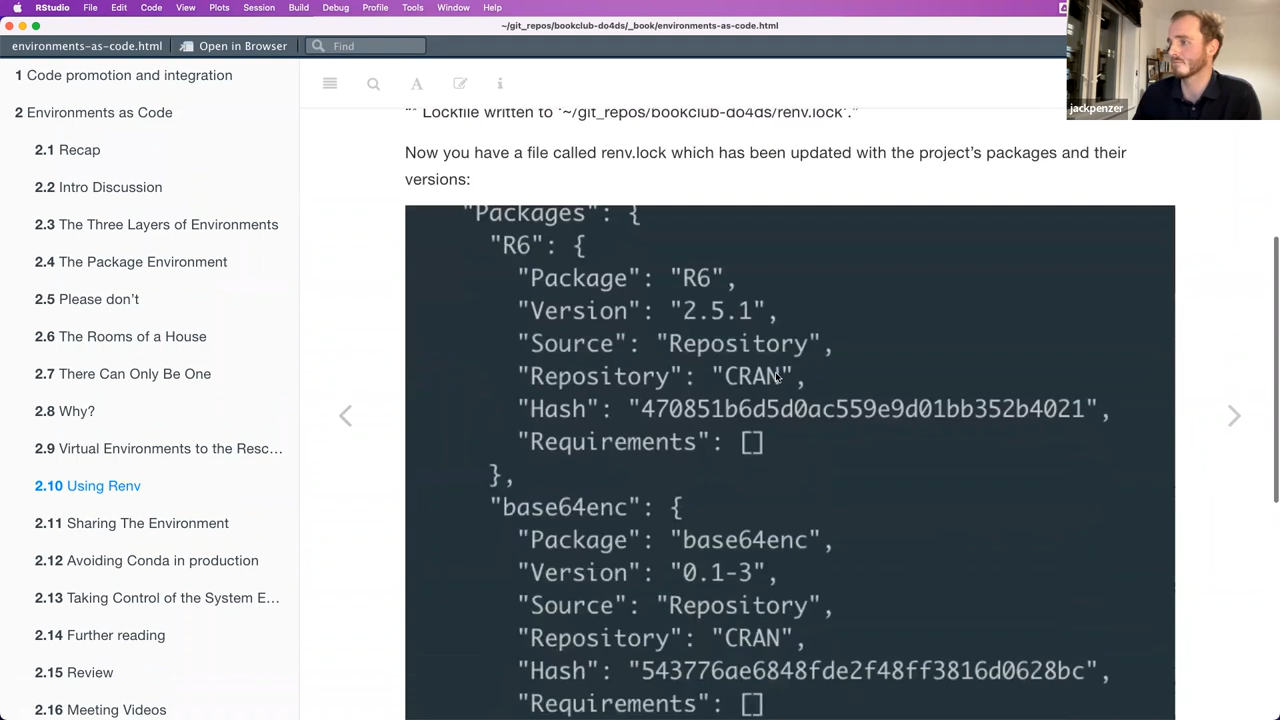 RStudio File Edit Code View Plots Session Build Debug Profile Tools Window Help
~/git_repos/bookclub-do4ds/_book/environments-as-code.html
environments-as-code.html Open in Browser Find
jackpenzer
1 Code promotion and integration
2 Environments as Code
2.1 Recap
2.2 Intro Discussion
2.3 The Three Layers of Environments
2.4 The Package Environment
2.5 Please don't
2.6 The Rooms of a House
2.7 There Can Only Be One
2.8 Why?
2.9 Virtual Environments to the Resc...
2.10 Using Renv
2.11 Sharing The Environment
2.12 Avoiding Conda in production
2.13 Taking Control of the System E...
2.14 Further reading
2.15 Review
2.16 Meeting Videos
"* Lockfile written to '~/git_repos/bookclub-do4ds/renv.lock'."
Now you have a file called renv.lock which has been updated with the project's packages and their
versions:
"Packages": {
"R6": {
"Package": "R6",
"Version": "2.5.1",
"Source": "Repository",
"Repository": "CRAN",
"Hash": "470851b6d5d0ac559e9d01bb352b4021",
"Requirements": []
},
"base64enc": {
"Package": "base64enc",
"Version": "0.1-3",
"Source": "Repository",
"Repository": "CRAN",
"Hash": "543776ae6848fde2f48ff3816d0628bc",
"Requirements": []